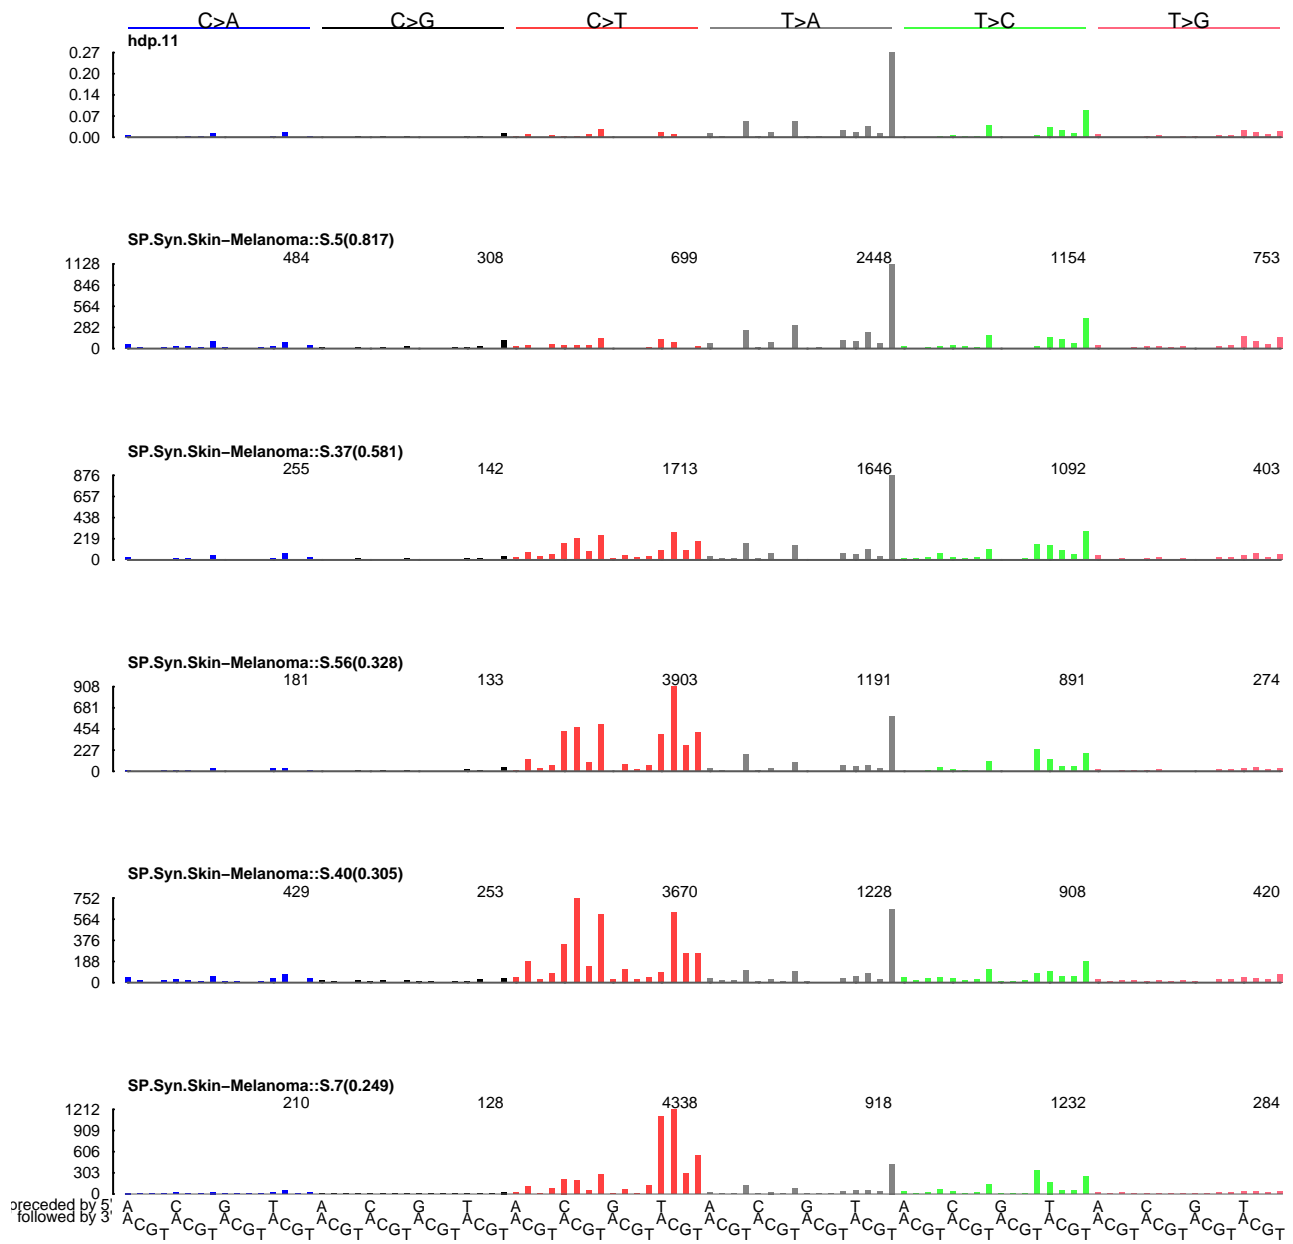 C>A C>G C>T T>A T>C T>G
hdp.11
0.27
0.20
0.14
0.07
0.00
SP.Syn.Skin−Melanoma::S.5(0.817)
484 308 699 2448 1154 753
1128
846
564
282
0
SP.Syn.Skin−Melanoma::S.37(0.581)
255 142 1713 1646 1092 403
876
657
438
219
0
SP.Syn.Skin−Melanoma::S.56(0.328)
181 133 3903 1191 891 274
908
681
454
227
0
SP.Syn.Skin−Melanoma::S.40(0.305)
429 253 3670 1228 908 420
752
564
376
188
0
SP.Syn.Skin−Melanoma::S.7(0.249)
210 128 4338 918 1232 284
1212
909
606
303
0
preceded by 5' A C G T A C G T A C G T A C G T A C G T A C G T
followed by 3' A C G T A C G T A C G T A C G T A C G T A C G T A C G T A C G T A C G T A C G T A C G T A C G T A C G T A C G T A C G T A C G T A C G T A C G T A C G T A C G T A C G T A C G T A C G T A C G T